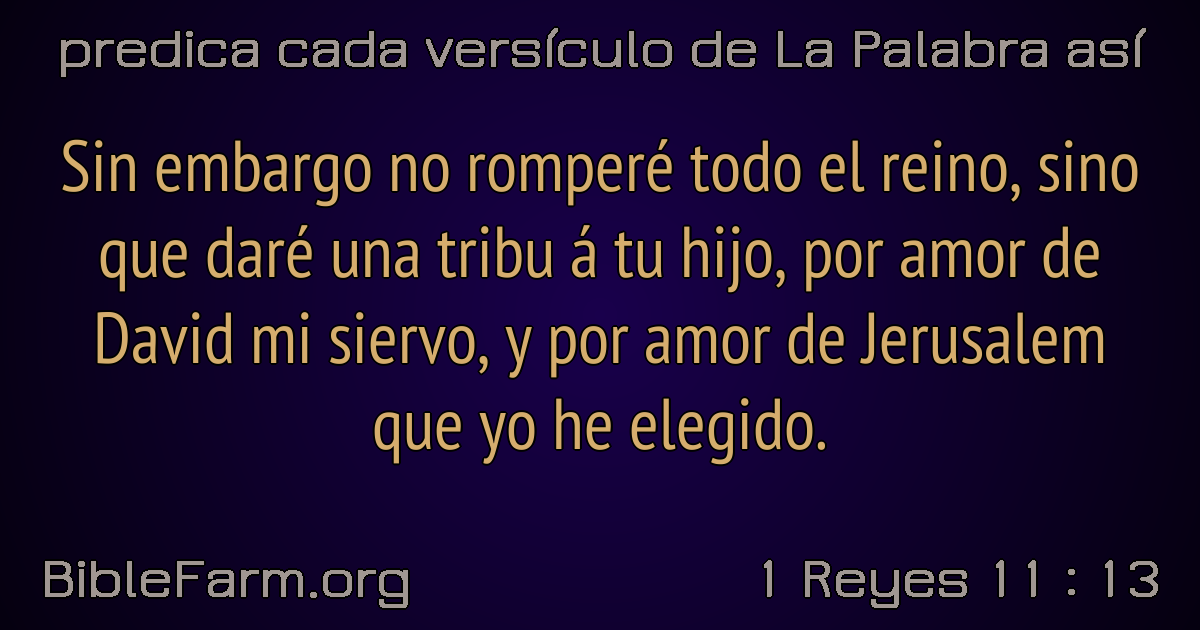 predica cada versículo de La Palabra así
Sin embargo no romperé todo el reino, sino
que daré una tribu á tu hijo, por amor de
David mi siervo, y por amor de Jerusalem
que yo he elegido.
BibleFarm.org
1 Reyes 11 : 13